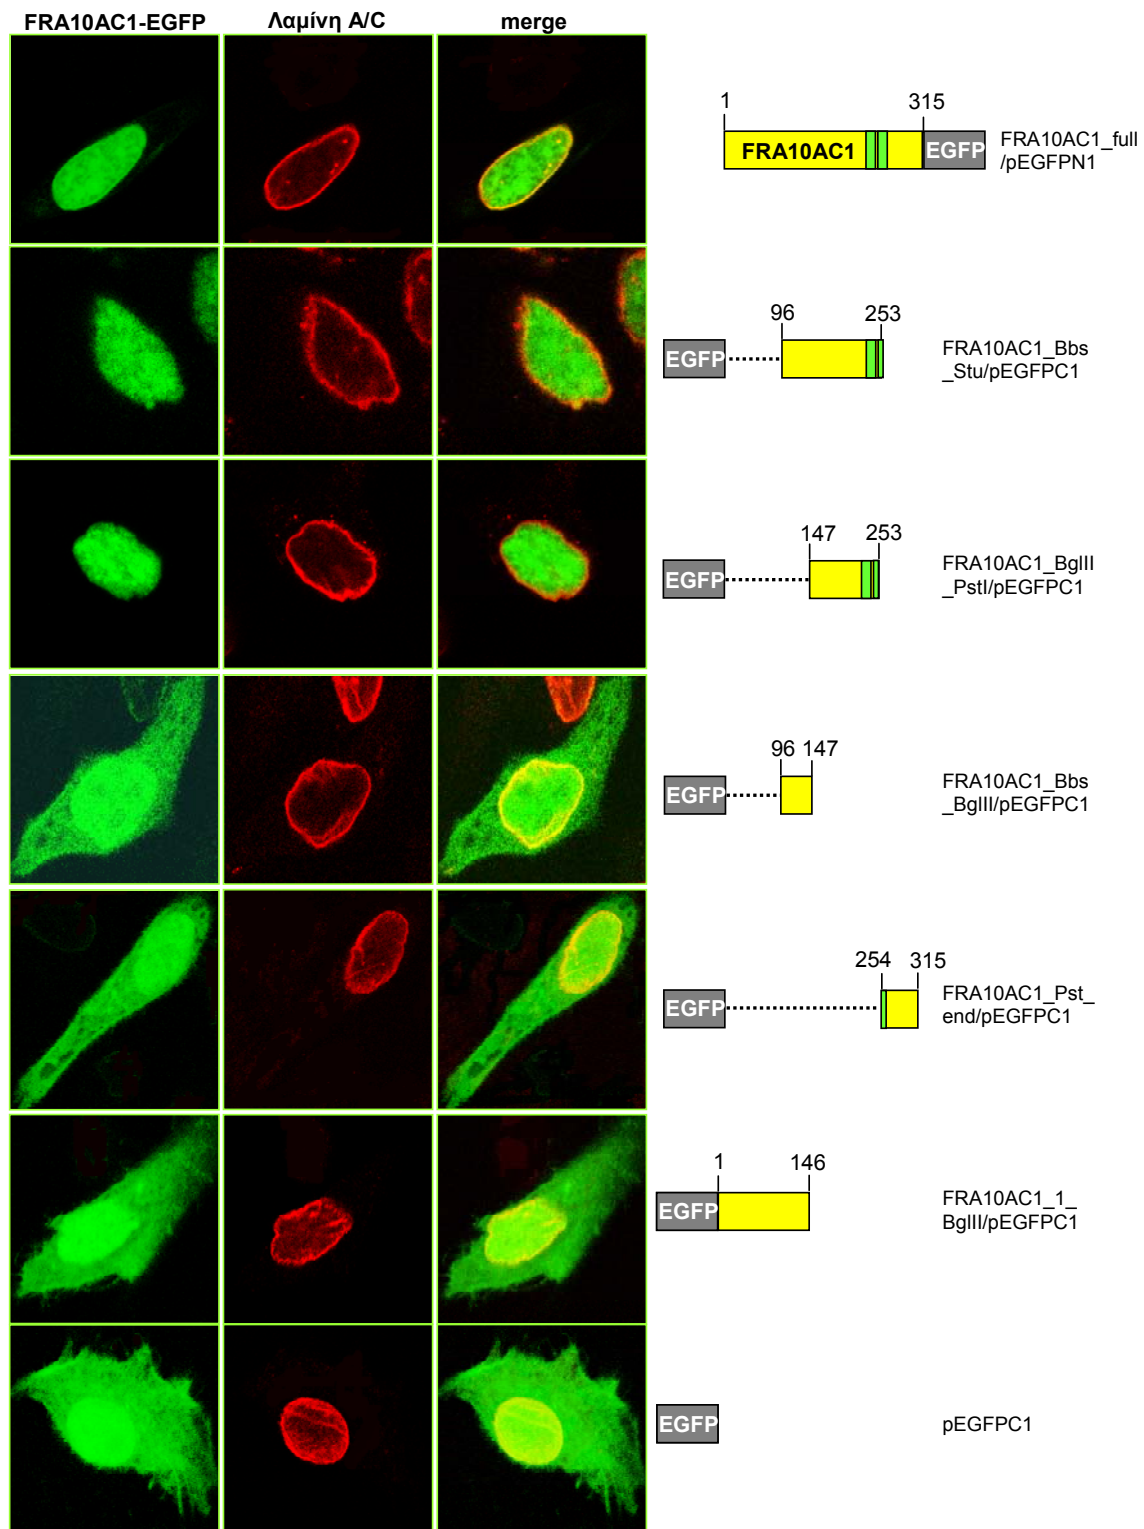 FRA10AC1-EGFP Λαμίνη A/C merge
1 315
FRA10AC1 EGFP
FRA10AC1_full
/pEGFPN1
96 253
EGFP
FRA10AC1_Bbs
_Stu/pEGFPC1
147 253
EGFP
FRA10AC1_BglII
_PstI/pEGFPC1
96 147
EGFP
FRA10AC1_Bbs
_BglII/pEGFPC1
254 315
EGFP
FRA10AC1_Pst_
end/pEGFPC1
1 146
EGFP
FRA10AC1_1_
BglII/pEGFPC1
EGFP
pEGFPC1